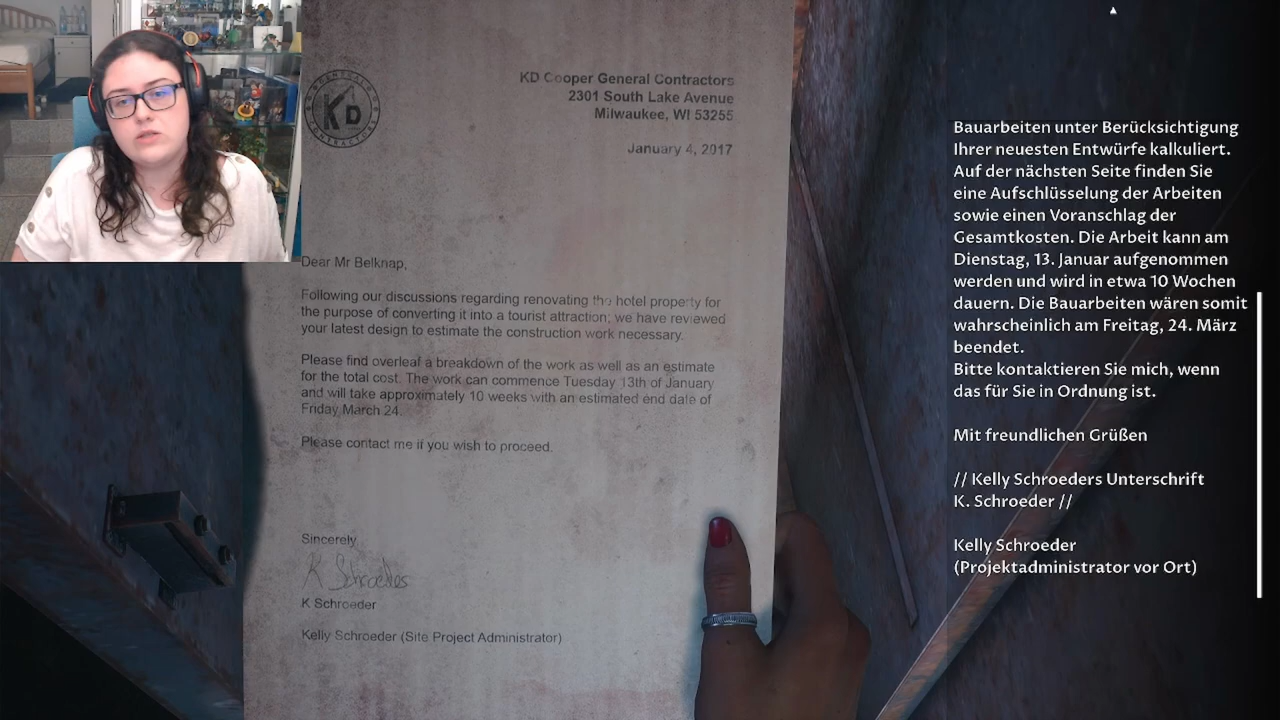 KD
KD Cooper General Contractors
2301 South Lake Avenue
Milwaukee, WI 53255
January 4, 2017
Dear Mr Belknap,
Following our discussions regarding renovating the hotel property for
the purpose of converting it into a tourist attraction; we have reviewed
your latest design to estimate the construction work necessary.
Please find overleaf a breakdown of the work as well as an estimate
for the total cost. The work can commence Tuesday 13th of January
and will take approximately 10 weeks with an estimated end date of
Friday March 24.
Please contact me if you wish to proceed.
Sincerely
K Schroeder
K Schroeder
Kelly Schroeder (Site Project Administrator)
Bauarbeiten unter Berücksichtigung
Ihrer neuesten Entwürfe kalkuliert.
Auf der nächsten Seite finden Sie
eine Aufschlüsselung der Arbeiten
sowie einen Voranschlag der
Gesamtkosten. Die Arbeit kann am
Dienstag, 13. Januar aufgenommen
werden und wird in etwa 10 Wochen
dauern. Die Bauarbeiten wären somit
wahrscheinlich am Freitag, 24. März
beendet.
Bitte kontaktieren Sie mich, wenn
das für Sie in Ordnung ist.
Mit freundlichen Grüßen
// Kelly Schroeders Unterschrift
K. Schroeder //
Kelly Schroeder
(Projektadministrator vor Ort)